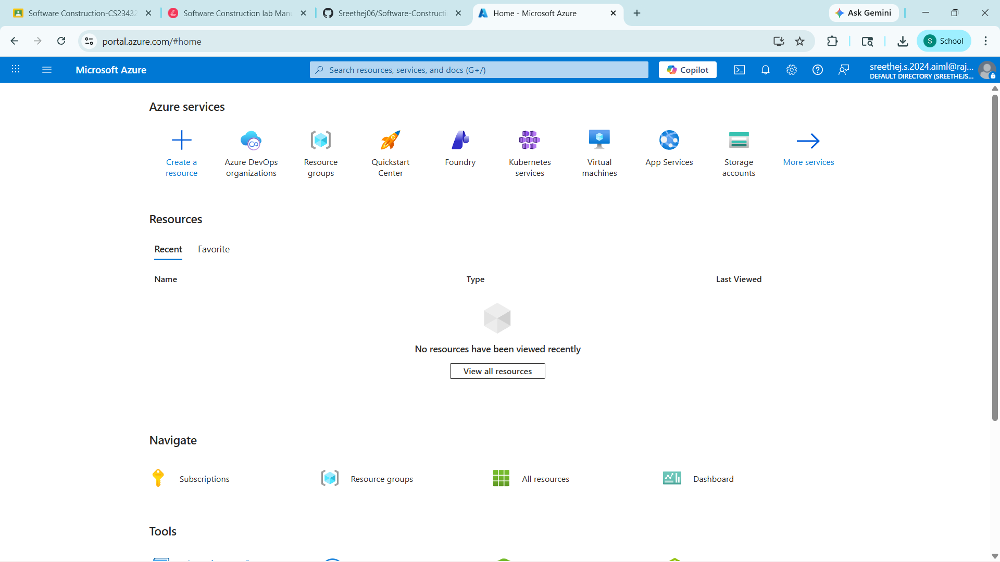 Software Construction-CS23432
Software Construction lab Man
Sreethej06/Software-Constructi
Home - Microsoft Azure
Ask Gemini
portal.azure.com/#home
S
School
Microsoft Azure
Search resources, services, and docs (G+/)
Copilot
sreethej.s.2024.aiml@raj...
DEFAULT DIRECTORY (SREETHEJS...
Azure services
Create a
resource
Azure DevOps
organizations
Resource
groups
Quickstart
Center
Foundry
Kubernetes
services
Virtual
machines
App Services
Storage
accounts
More services
Resources
Recent
Favorite
Name
Type
Last Viewed
No resources have been viewed recently
View all resources
Navigate
Subscriptions
Resource groups
All resources
Dashboard
Tools